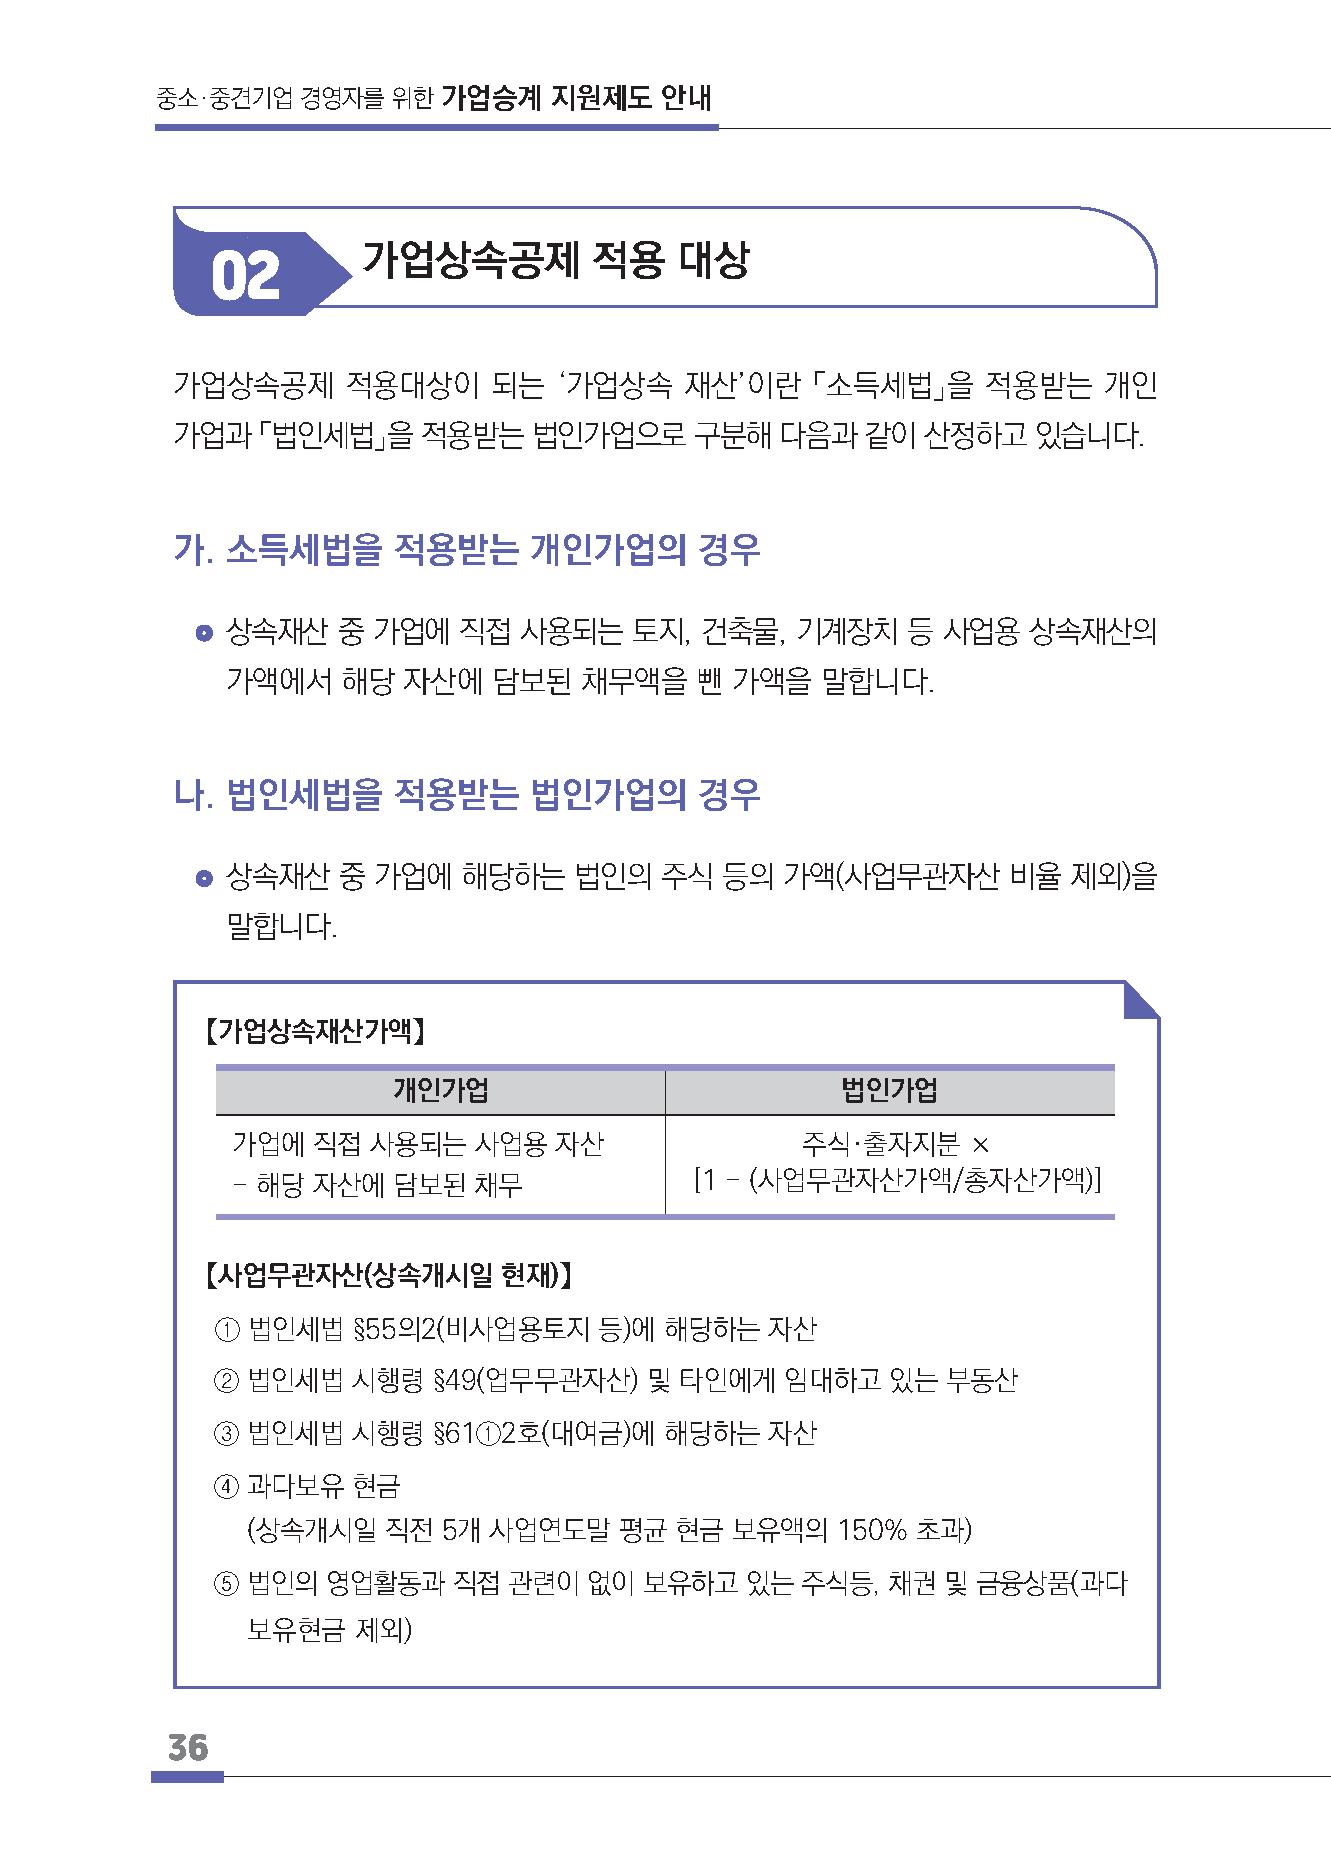 중소·중견기업 경영자를 위한 가업승계 지원제도 안내
02 가업상속공제 적용 대상
가업상속공제 적용대상이 되는 ‘가업상속 재산’이란 「소득세법」을 적용받는 개인
가업과 「법인세법」을 적용받는 법인가업으로 구분해 다음과 같이 산정하고 있습니다.
가. 소득세법을 적용받는 개인가업의 경우
상속재산 중 가업에 직접 사용되는 토지, 건축물, 기계장치 등 사업용 상속재산의
가액에서 해당 자산에 담보된 채무액을 뺀 가액을 말합니다.
나. 법인세법을 적용받는 법인가업의 경우
상속재산 중 가업에 해당하는 법인의 주식 등의 가액(사업무관자산 비율 제외)을
말합니다.
【가업상속재산가액】
개인가업 법인가업
가업에 직접 사용되는 사업용 자산
- 해당 자산에 담보된 채무
주식·출자지분 ×
[1 - (사업무관자산가액/총자산가액)]
【사업무관자산(상속개시일 현재)】
① 법인세법 §55의2(비사업용토지 등)에 해당하는 자산
② 법인세법 시행령 §49(업무무관자산) 및 타인에게 임대하고 있는 부동산
③ 법인세법 시행령 §61①2호(대여금)에 해당하는 자산
④ 과다보유 현금
(상속개시일 직전 5개 사업연도말 평균 현금 보유액의 150% 초과)
⑤ 법인의 영업활동과 직접 관련이 없이 보유하고 있는 주식등, 채권 및 금융상품(과다
보유현금 제외)
36